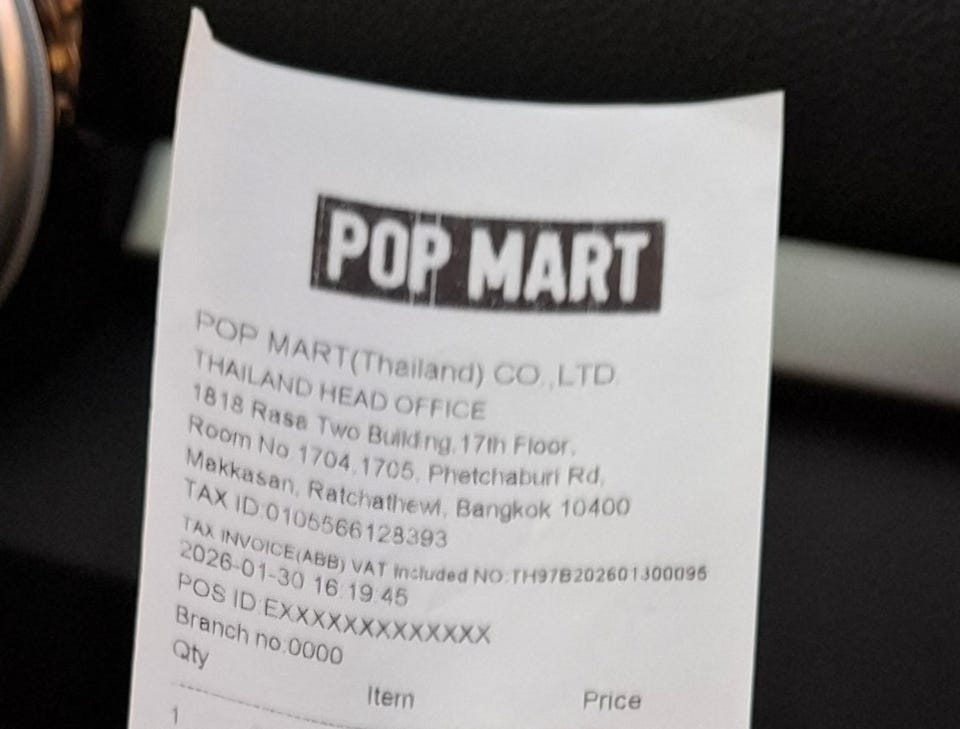 POP MART
POP MART(Thailand) CO.,LTD.
THAILAND HEAD OFFICE
1818 Rasa Two Building,17th Floor,
Room No.1704,1705, Phetchaburi Rd,
Makkasan, Ratchathewi, Bangkok 10400
TAX ID:0105566128393
TAX INVOICE(ABB) VAT Included NO:TH97B202601300095
2026-01-30 16:19:45
POS ID:EXXXXXXXXXXXXXX
Branch no:0000
Qty Item Price
1